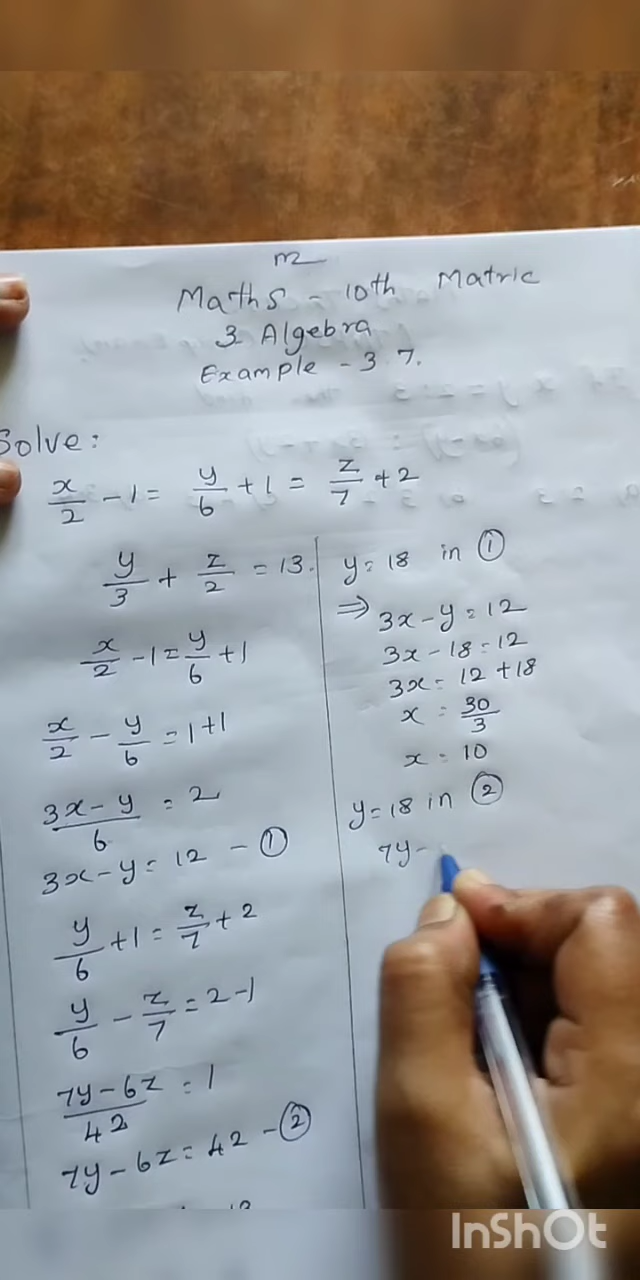 Maths - 10th Matric
3 Algebra
Example - 3.7.
Solve:
x/2 - 1 = y/6 + 1 = z/7 + 2
y/3 + z/2 = 13.
x/2 - 1 = y/6 + 1
x/2 - y/6 = 1+1
3x - y/6 = 2
3x - y = 12 - ①
y/6 + 1 = z/7 + 2
y/6 - z/7 = 2-1
7y - 6z/42 = 1
7y - 6z = 42 - ②
y = 18 in ①
⇒ 3x - y = 12
3x - 18 = 12
3x = 12 + 18
x = 30/3
x = 10
y = 18 in ②
7y -
InShOt